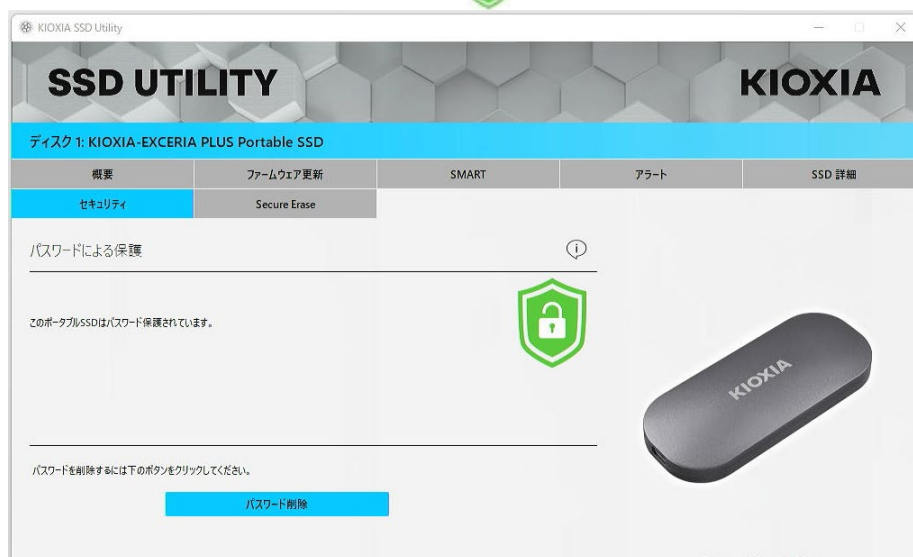 KIOXIA SSD Utility
SSD UTILITY
KIOXIA
ディスク 1: KIOXIA-EXCERIA PLUS Portable SSD
概要 ファームウェア更新 SMART アラート SSD 詳細
セキュリティ Secure Erase
パスワードによる保護
このポータブルSSDはパスワード保護されています。
KIOXIA
パスワードを削除するには下のボタンをクリックしてください。
パスワード削除